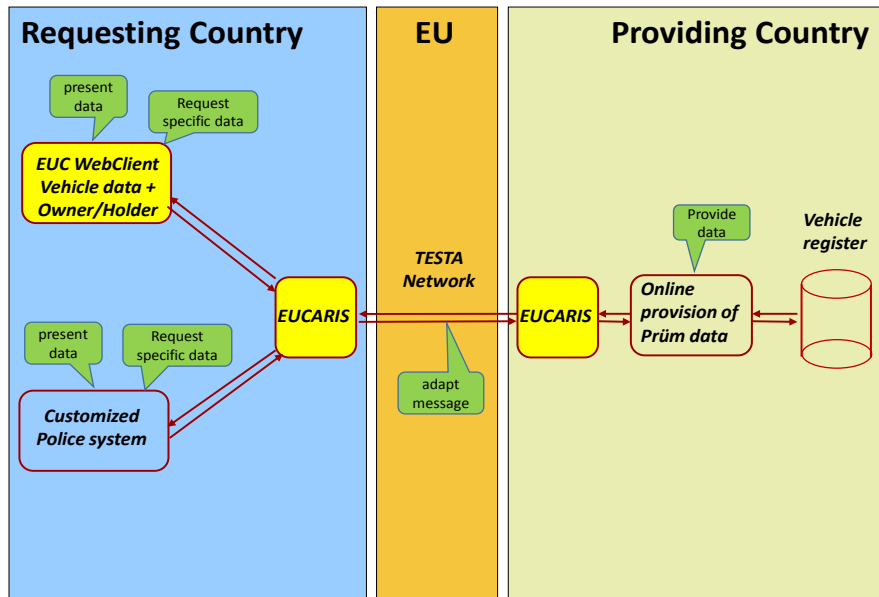 Requesting Country
EU
Providing Country
present
data
Request
specific data
EUC WebClient
Vehicle data +
Owner/Holder
EUCARIS
present
data
Request
specific data
Customized
Police system
TESTA
Network
adapt
message
EUCARIS
Provide
data
Online
provision of
Prüm data
Vehicle
register